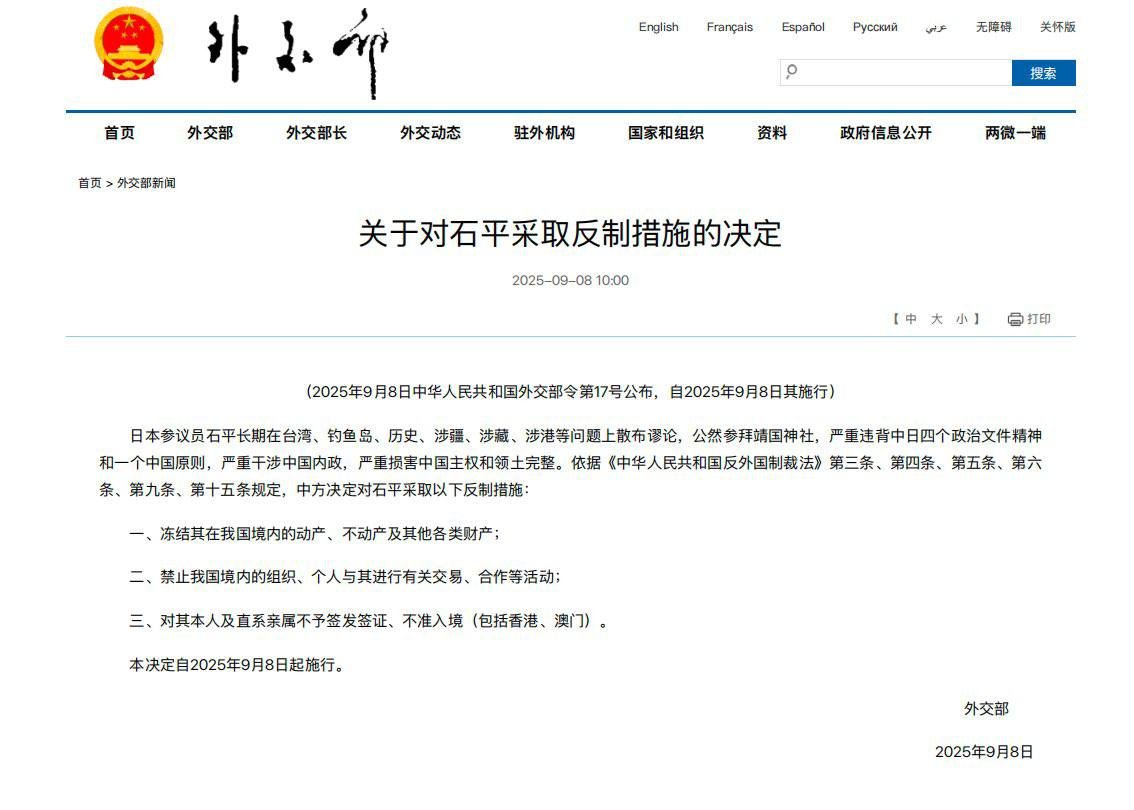 外交部
English Français Español Русский عربي 无障碍 关怀版
搜索
首页 外交部 外交部长 外交动态 驻外机构 国家和组织 资料 政府信息公开 两微一端
首页 > 外交部新闻
关于对石平采取反制措施的决定
2025-09-08 10:00
【 中 大 小 】 打印
（2025年9月8日中华人民共和国外交部令第17号公布，自2025年9月8日其施行）
日本参议员石平长期在台湾、钓鱼岛、历史、涉疆、涉藏、涉港等问题上散布谬论，公然参拜靖国神社，严重违背中日四个政治文件精神
和一个中国原则，严重干涉中国内政，严重损害中国主权和领土完整。依据《中华人民共和国反外国制裁法》第三条、第四条、第五条、第六
条、第九条、第十五条规定，中方决定对石平采取以下反制措施：
一、冻结其在我国境内的动产、不动产及其他各类财产；
二、禁止我国境内的组织、个人与其进行有关交易、合作等活动；
三、对其本人及直系亲属不予签发签证、不准入境（包括香港、澳门）。
本决定自2025年9月8日起施行。
外交部
2025年9月8日